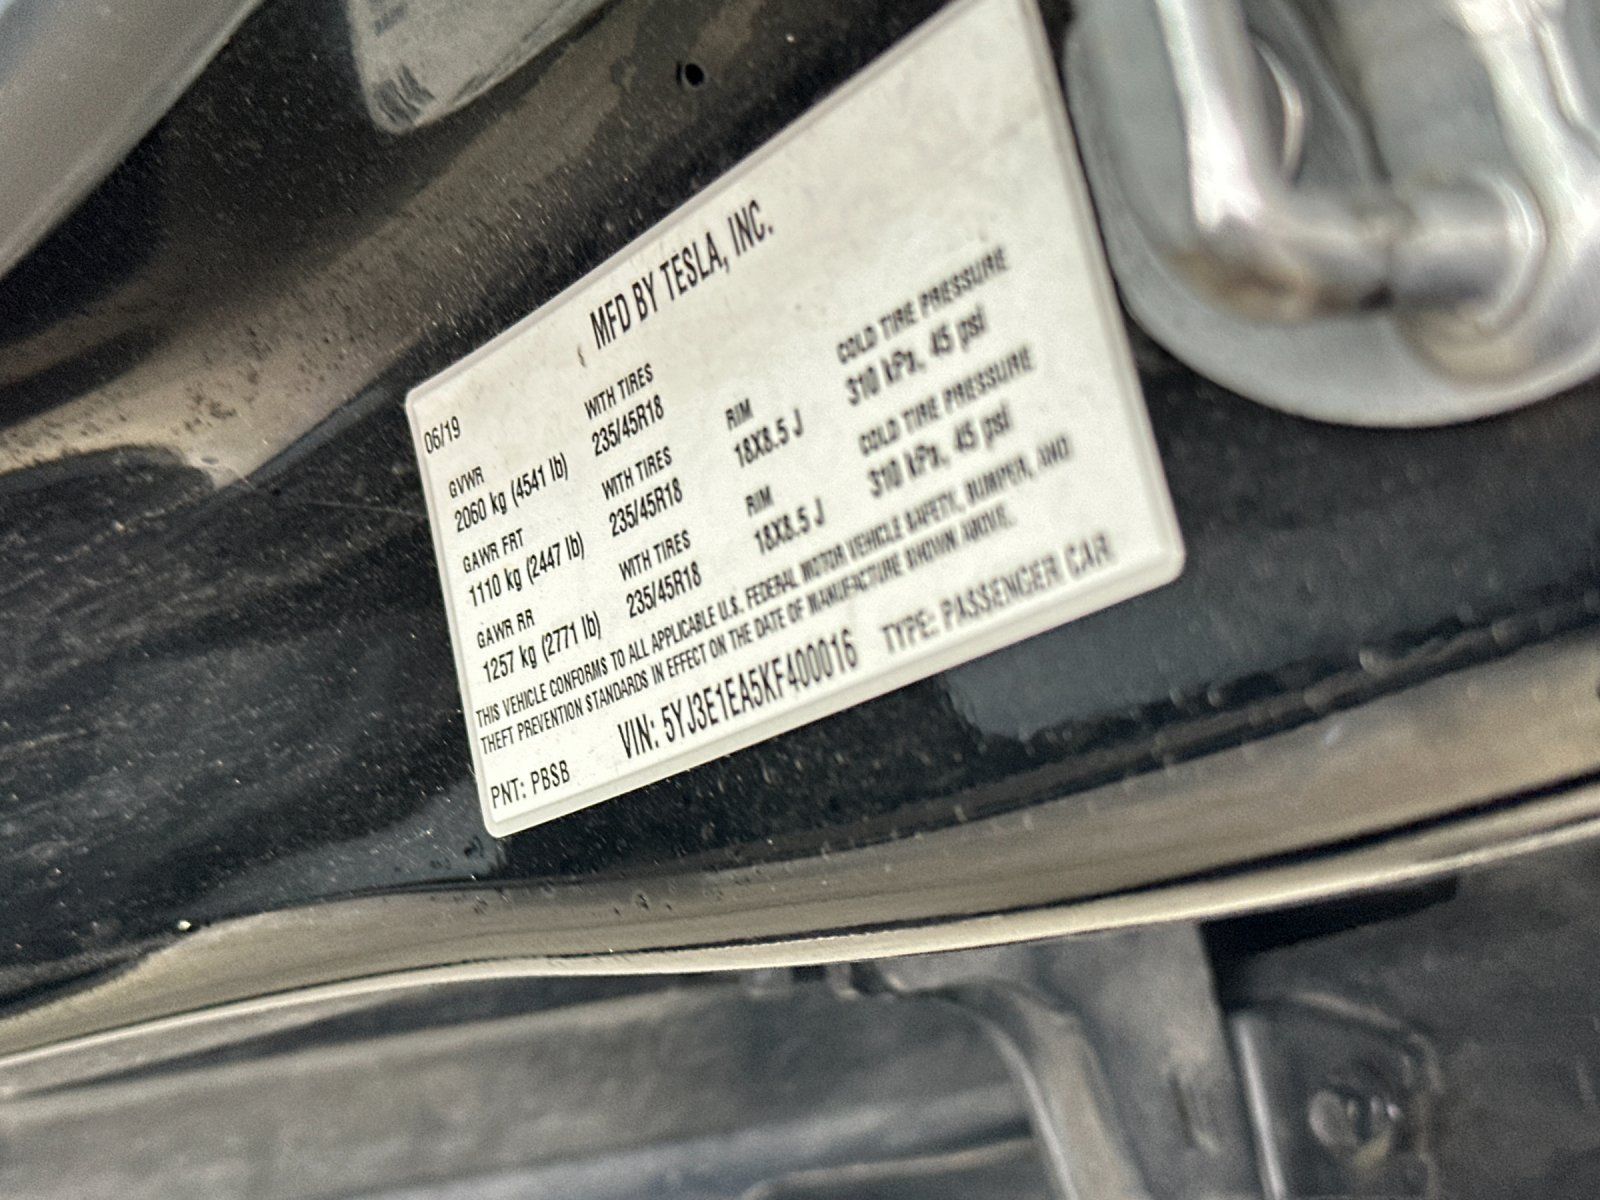 MFD BY TESLA, INC.
06/19
GVWR
2060 kg (4541 lb)
WITH TIRES
235/45R18
RIM
18X8.5 J
COLD TIRE PRESSURE
310 kPa, 45 psi
GAWR FRT
1110 kg (2447 lb)
WITH TIRES
235/45R18
RIM
18X8.5 J
COLD TIRE PRESSURE
310 kPa, 45 psi
GAWR RR
1257 kg (2771 lb)
WITH TIRES
235/45R18
THIS VEHICLE CONFORMS TO ALL APPLICABLE U.S. FEDERAL MOTOR VEHICLE SAFETY, BUMPER, AND
THEFT PREVENTION STANDARDS IN EFFECT ON THE DATE OF MANUFACTURE SHOWN ABOVE.
VIN: 5YJ3E1EA5KF400016 TYPE: PASSENGER CAR
PNT: PBSB